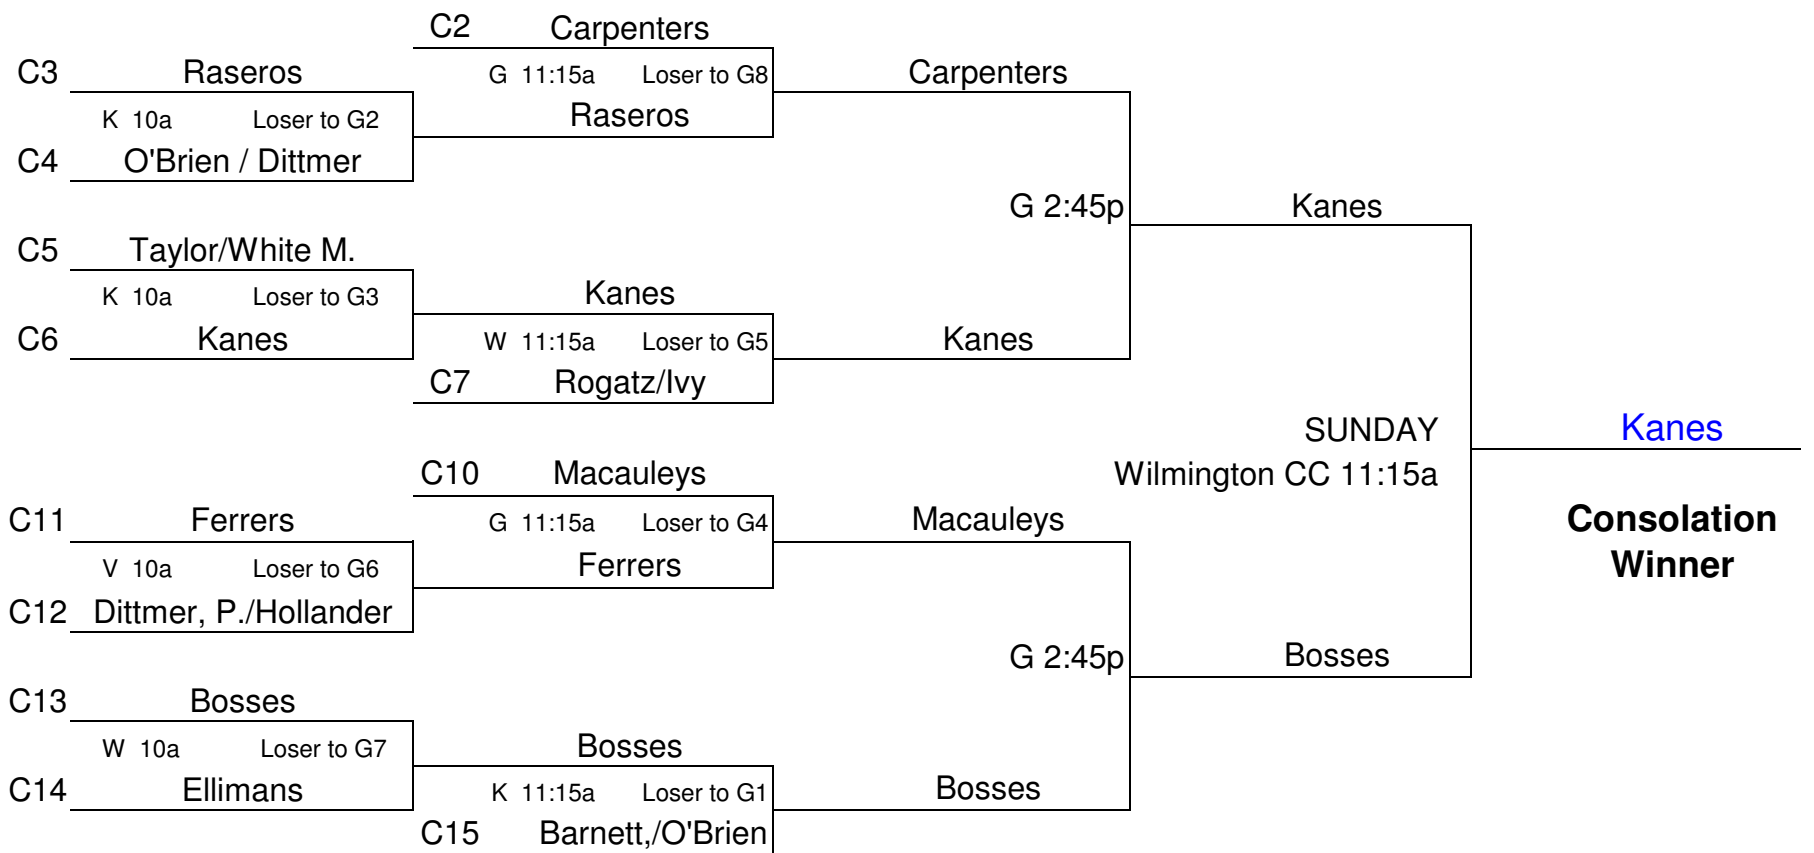 C2 Carpenters
C3 Raseros
G 11:15a Loser to G8
Carpenters
K 10a Loser to G2
Raseros
C4 O'Brien / Dittmer
G 2:45p
Kanes
C5 Taylor/White M.
K 10a Loser to G3
Kanes
C6 Kanes
W 11:15a Loser to G5
Kanes
C7 Rogatz/Ivy
SUNDAY
Kanes
Wilmington CC 11:15a
C10 Macauleys
C11 Ferrers
G 11:15a Loser to G4
Macauleys
Consolation
Winner
V 10a Loser to G6
Ferrers
C12 Dittmer, P./Hollander
G 2:45p
Bosses
C13 Bosses
W 10a Loser to G7
Bosses
C14 Ellimans
K 11:15a Loser to G1
Bosses
C15 Barnett,/O'Brien